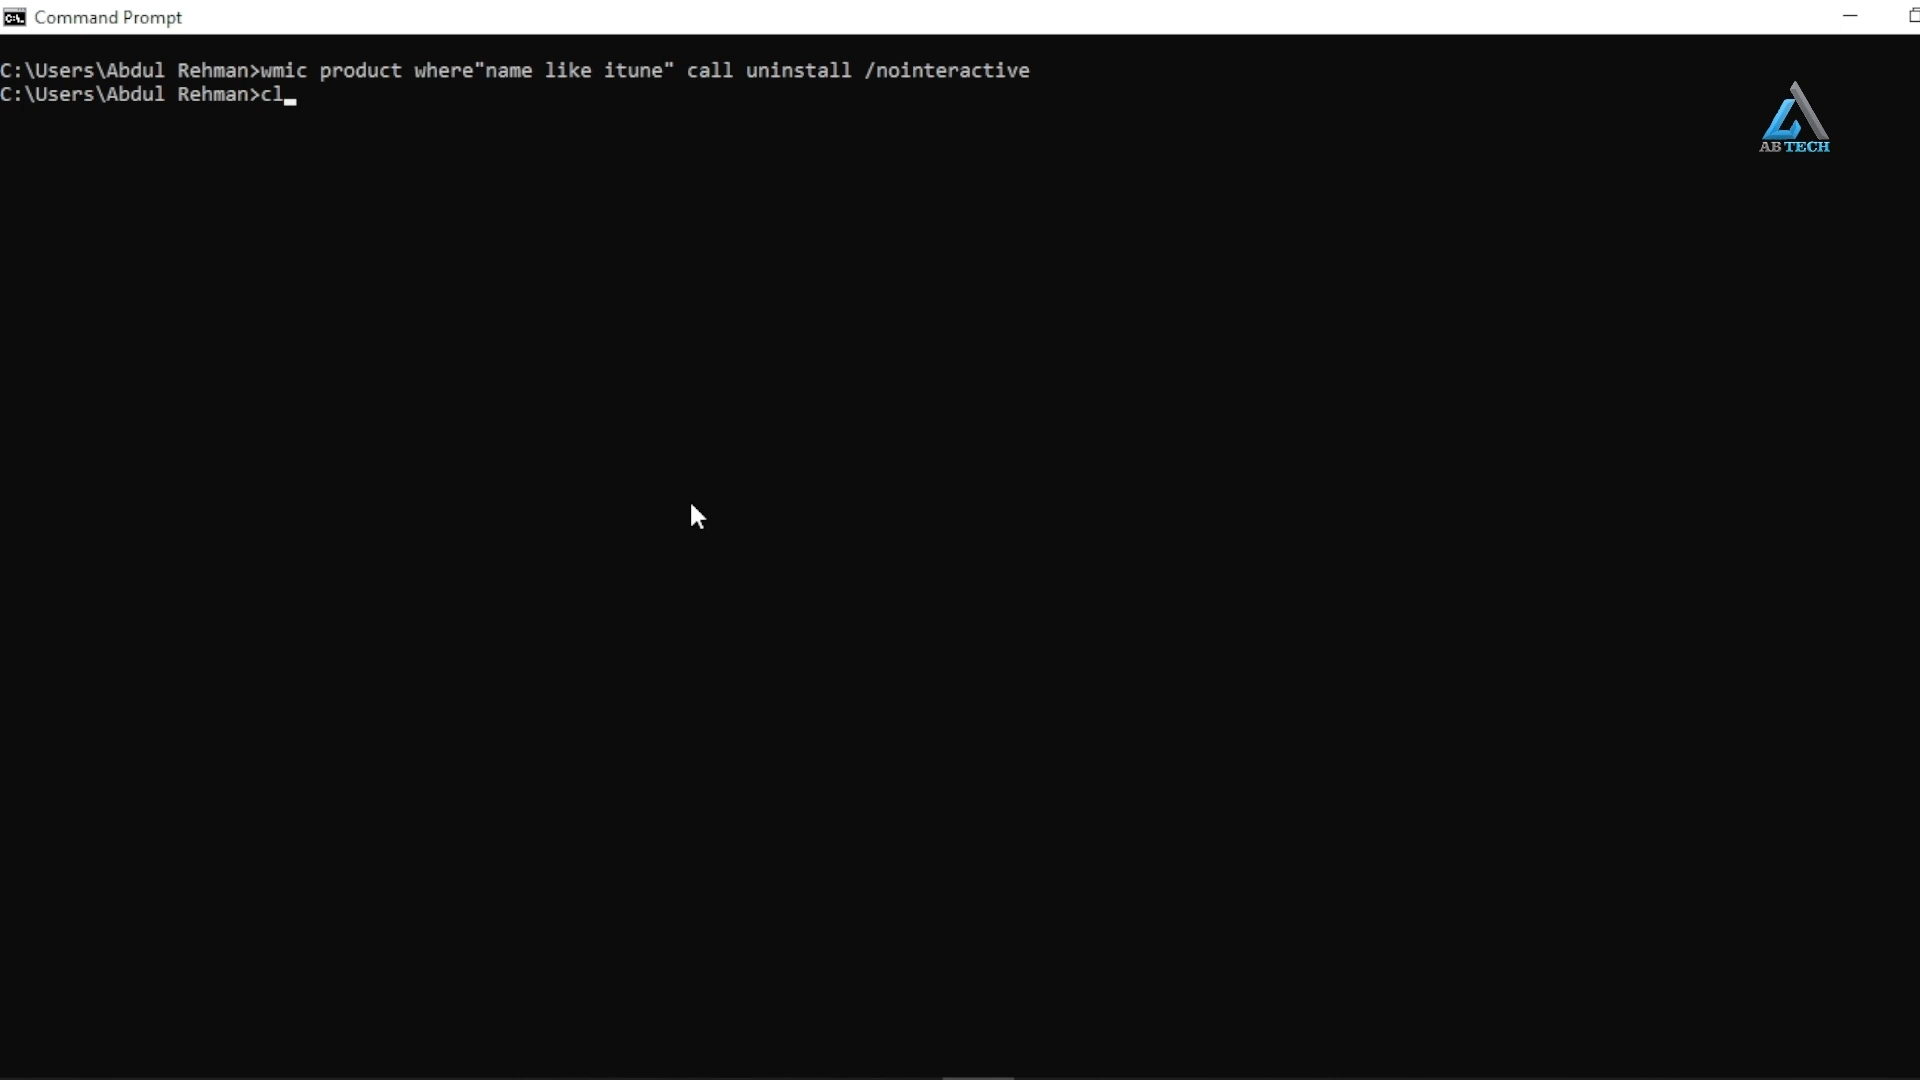 Command Prompt
C:\Users\Abdul Rehman>wmic product where"name like itune" call uninstall /nointeractive
C:\Users\Abdul Rehman>cl
AB TECH